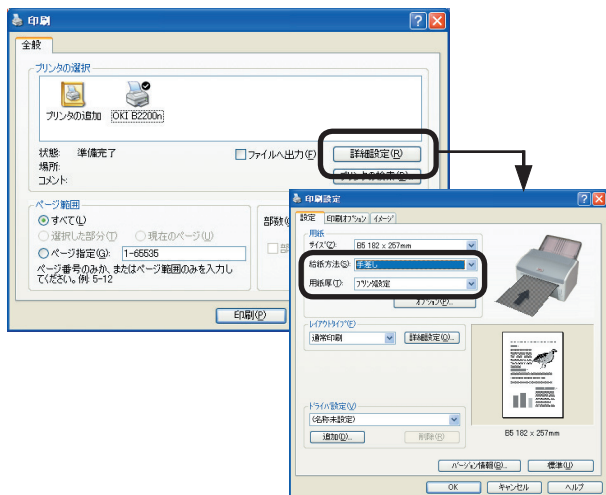 印刷
全般
プリンタの選択
プリンタの追加
OKI B2200n
状態: 準備完了
場所:
コメント:
ファイルへ出力(F)
詳細設定(R)
プリンタの検索(D)...
ページ範囲
すべて(L)
選択した部分(T)
現在のページ(U)
ページ指定(G):
1-65535
ページ番号のみか、またはページ範囲のみを入力し
てください。例: 5-12
部数(
部
印刷(P)
印刷設定
設定
印刷オプション
イメージ
用紙
サイズ(Z):
B5 182 x 257mm
給紙方法(S):
手差し
用紙厚(T):
プリンタ設定
オプション(P)...
レイアウトタイプ(E)
通常印刷
詳細設定(O)...
ドライバ設定(V)
(名称未設定)
追加(D)...
削除(R)
B5 182 x 257mm
バージョン情報(B)...
標準(U)
OK
キャンセル
ヘルプ